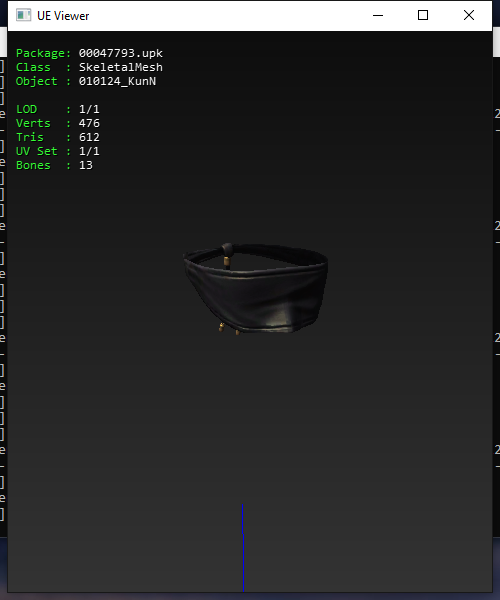 UE Viewer
Package: 00047793.upk
Class  : SkeletalMesh
Object : 010124_KunN
LOD    : 1/1
Verts  : 476
Tris   : 612
UV Set : 1/1
Bones  : 13